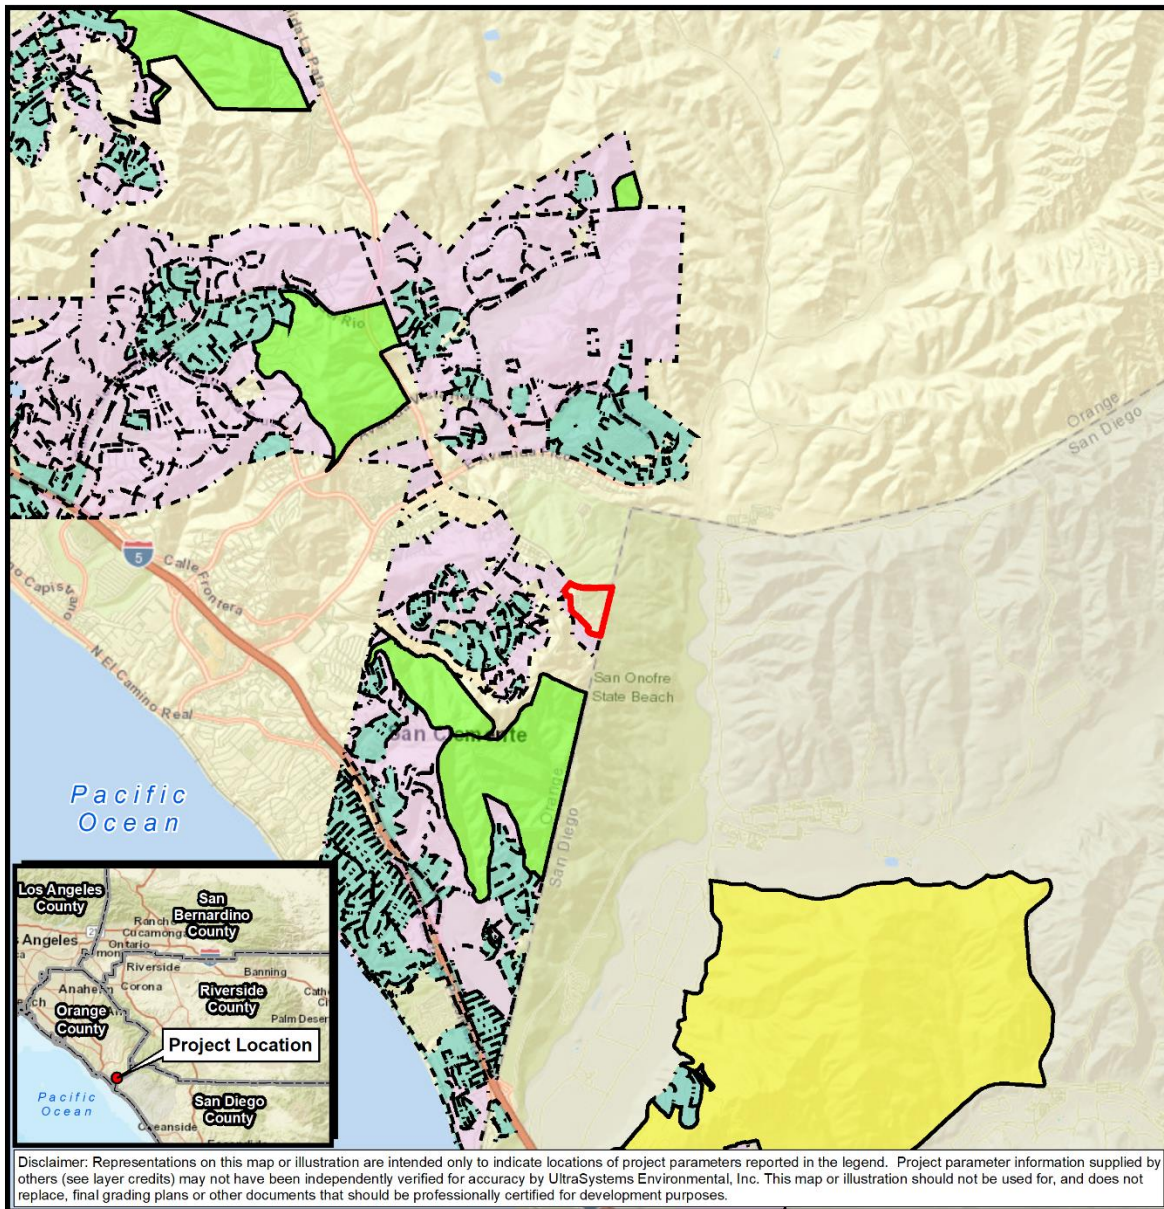 ida La Pata
Rio
Orange
San Diego
5
Calle Frontera
no Capistrano
N El Camino Real
San Onofre
State Beach
San Clemente
Orange
San Diego
Pacific
Ocean
Los Angeles
County
San
Bernardino
County
Rancho
Cucamonga
s Angeles
Ontario
Riverside
Banning
Anaheim
Corona
Riverside
County
Orange
County
Palm Deser
Project Location
Pacific
Ocean
San Diego
County
Oceanside
Disclaimer: Representations on this map or illustration are intended only to indicate locations of project parameters reported in the legend. Project parameter information supplied by
others (see layer credits) may not have been independently verified for accuracy by UltraSystems Environmental, Inc. This map or illustration should not be used for, and does not
replace, final grading plans or other documents that should be professionally certified for development purposes.